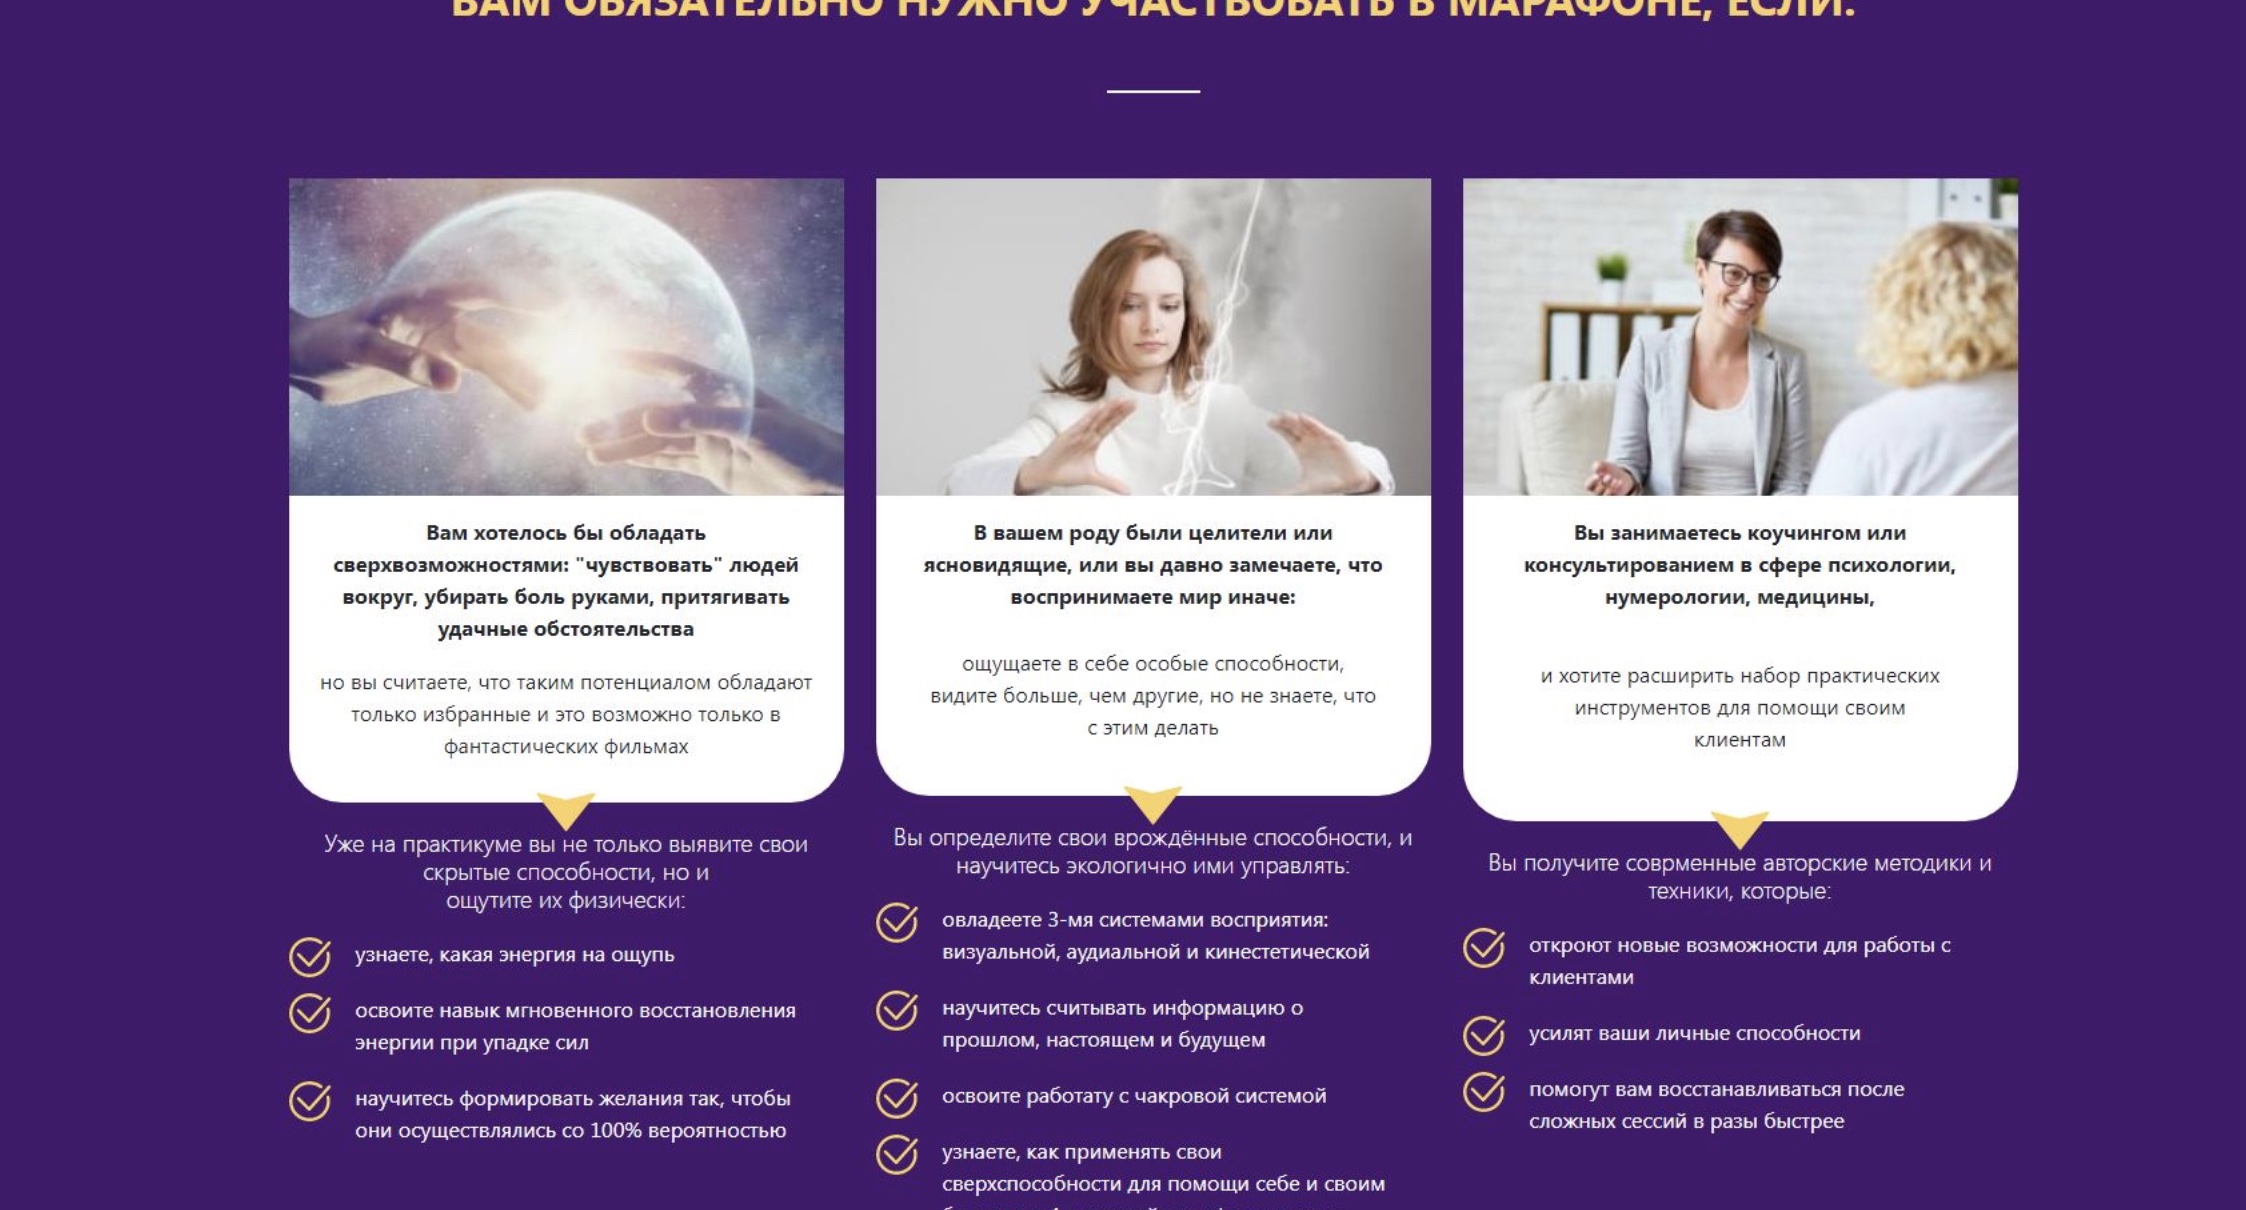 ВАМ ОБЯЗАТЕЛЬНО НУЖНО УЧАСТВОВАТЬ В МАРАФОНЕ, ЕСЛИ:
Вам хотелось бы обладать
сверхвозможностями: "чувствовать" людей
вокруг, убирать боль руками, притягивать
удачные обстоятельства
но вы считаете, что таким потенциалом обладают
только избранные и это возможно только в
фантастических фильмах
Уже на практикуме вы не только выявите свои
скрытые способности, но и
ощутите их физически:
узнаете, какая энергия на ощупь
освоите навык мгновенного восстановления
энергии при упадке сил
научитесь формировать желания так, чтобы
они осуществлялись со 100% вероятностью
В вашем роду были целители или
ясновидящие, или вы давно замечаете, что
воспринимаете мир иначе:
ощущаете в себе особые способности,
видите больше, чем другие, но не знаете, что
с этим делать
Вы определите свои врождённые способности, и
научитесь экологично ими управлять:
овладеете 3-мя системами восприятия:
визуальной, аудиальной и кинестетической
научитесь считывать информацию о
прошлом, настоящем и будущем
освоите работату с чакровой системой
узнаете, как применять свои
сверхспособности для помощи себе и своим
Вы занимаетесь коучингом или
консультированием в сфере психологии,
нумерологии, медицины,
и хотите расширить набор практических
инструментов для помощи своим
клиентам
Вы получите соврменные авторские методики и
техники, которые:
откроют новые возможности для работы с
клиентами
усилят ваши личные способности
помогут вам восстанавливаться после
сложных сессий в разы быстрее